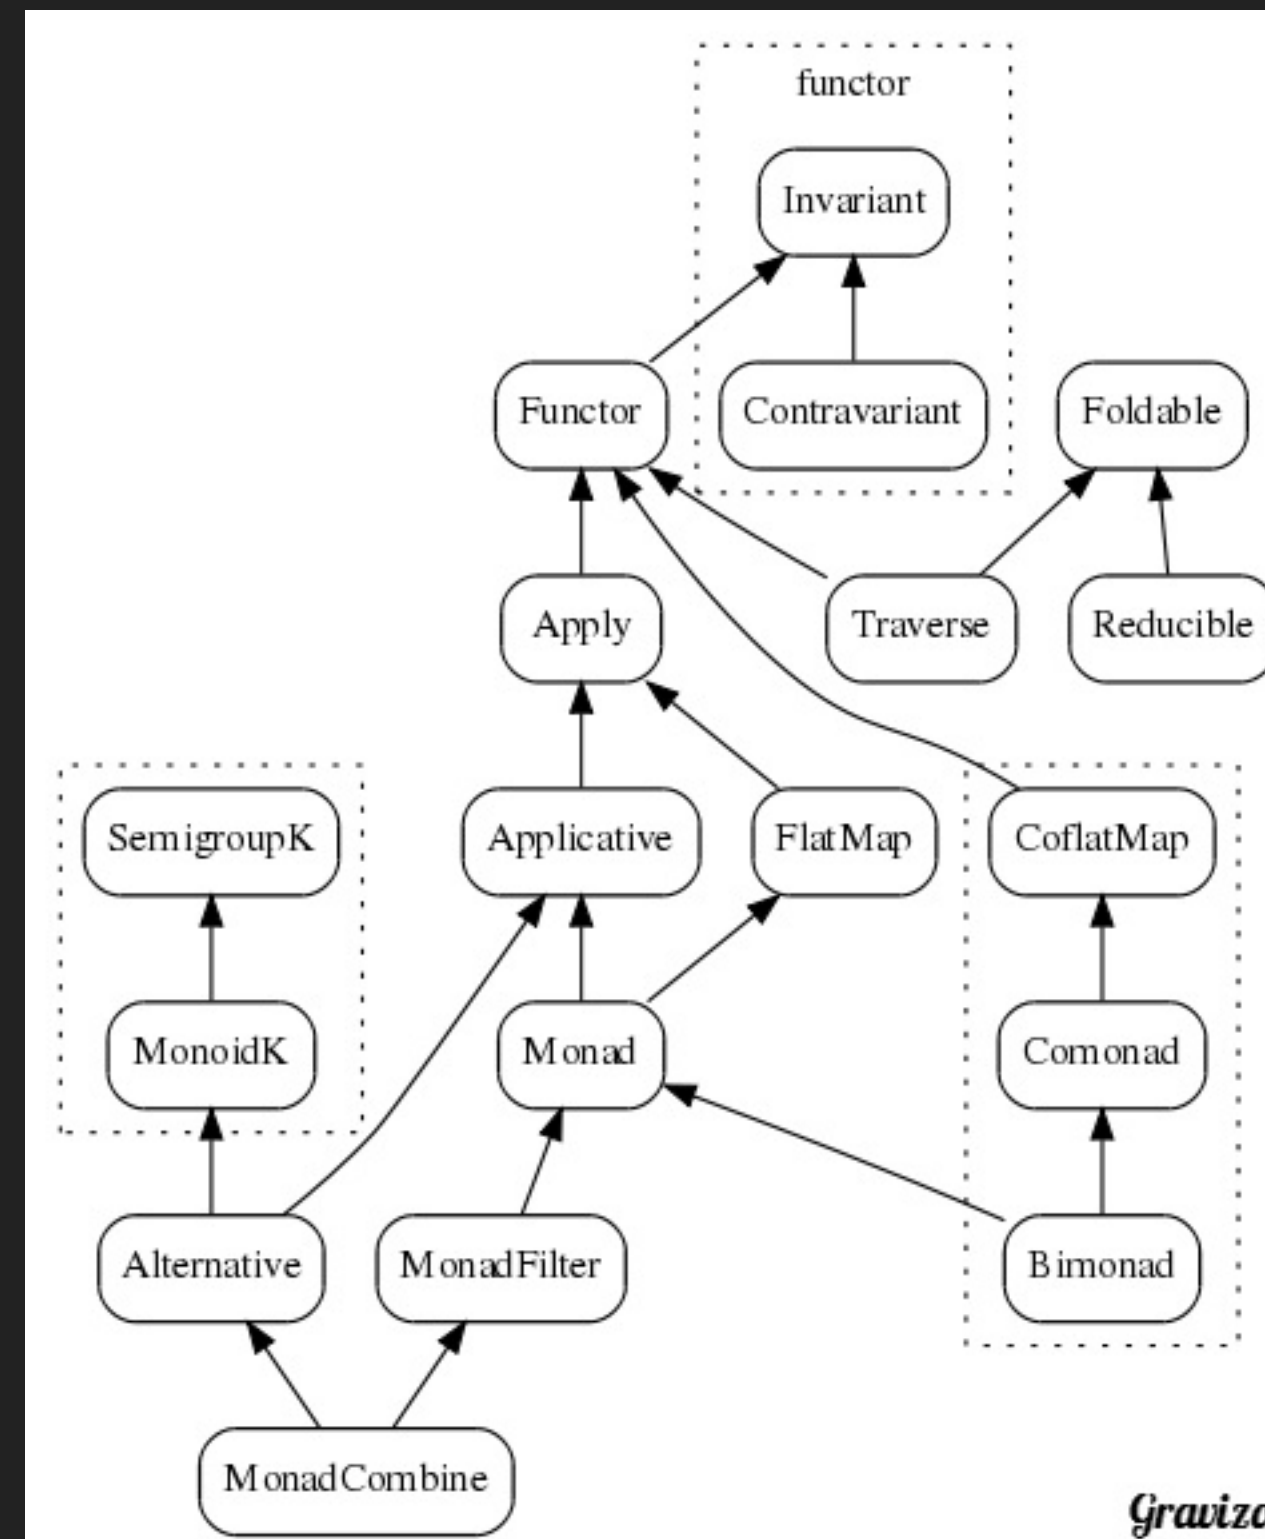 functor
Invariant
Functor
Contravariant
Foldable
Apply
Traverse
Reducible
SemigroupK
Applicative
FlatMap
CoflatMap
MonoidK
Monad
Comonad
Alternative
MonadFilter
Bimonad
MonadCombine